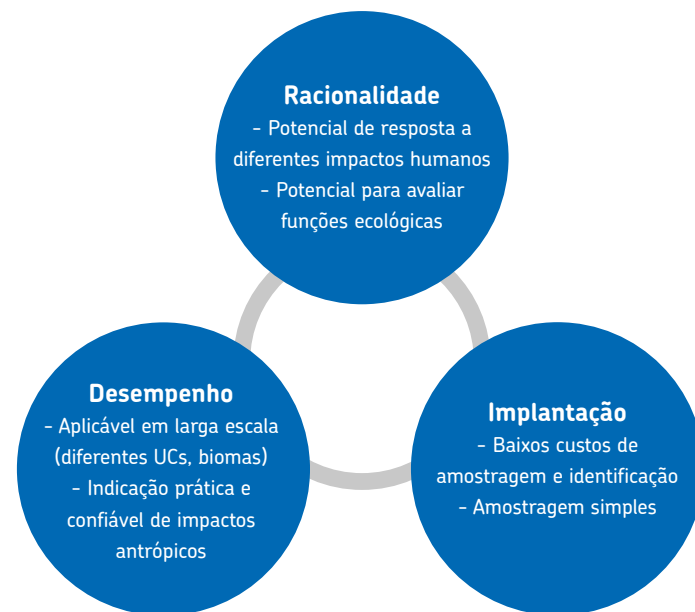 Racionalidade
- Potencial de resposta a
diferentes impactos humanos
- Potencial para avaliar
funções ecológicas
Desempenho
- Aplicável em larga escala
(diferentes UCs, biomas)
- Indicação prática e
confiável de impactos
antrópicos
Implantação
- Baixos custos de
amostragem e identificação
- Amostragem simples